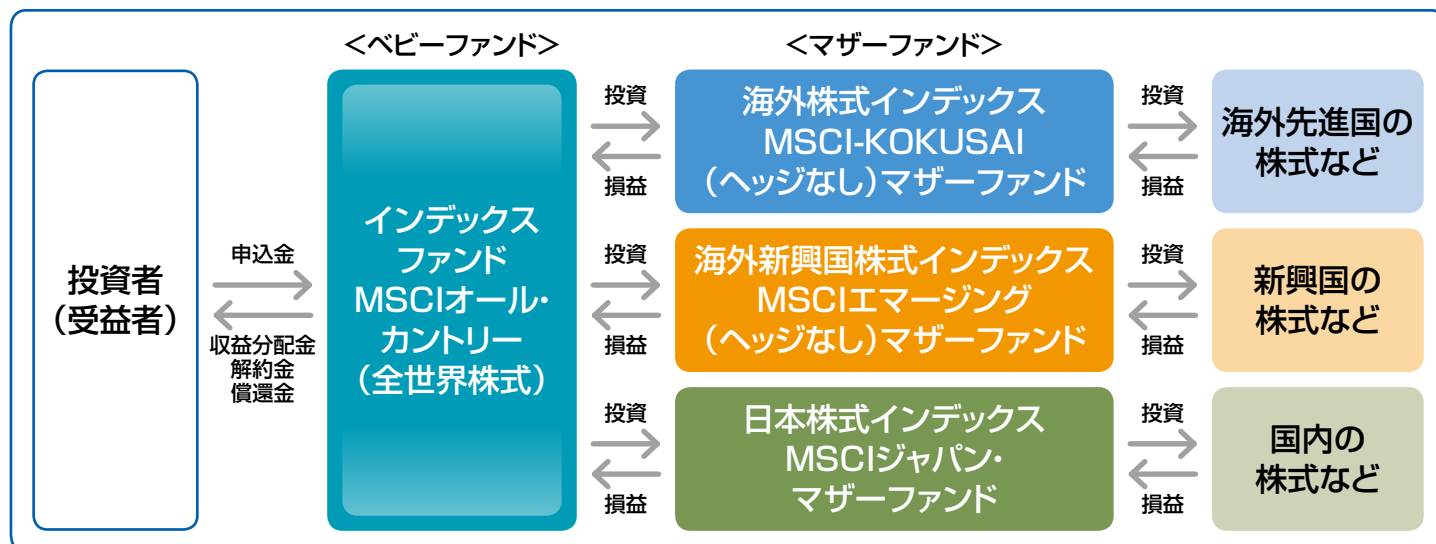 ＜ベビーファンド＞
＜マザーファンド＞
投資者
（受益者）
申込金
収益分配金
解約金
償還金
インデックス
ファンド
MSCIオール・
カントリー
（全世界株式）
投資
損益
海外株式インデックス
MSCI-KOKUSAI
（ヘッジなし）マザーファンド
投資
損益
海外先進国の
株式など
投資
損益
海外新興国株式インデックス
MSCIエマージング
（ヘッジなし）マザーファンド
投資
損益
新興国の
株式など
投資
損益
日本株式インデックス
MSCIジャパン・
マザーファンド
投資
損益
国内の
株式など